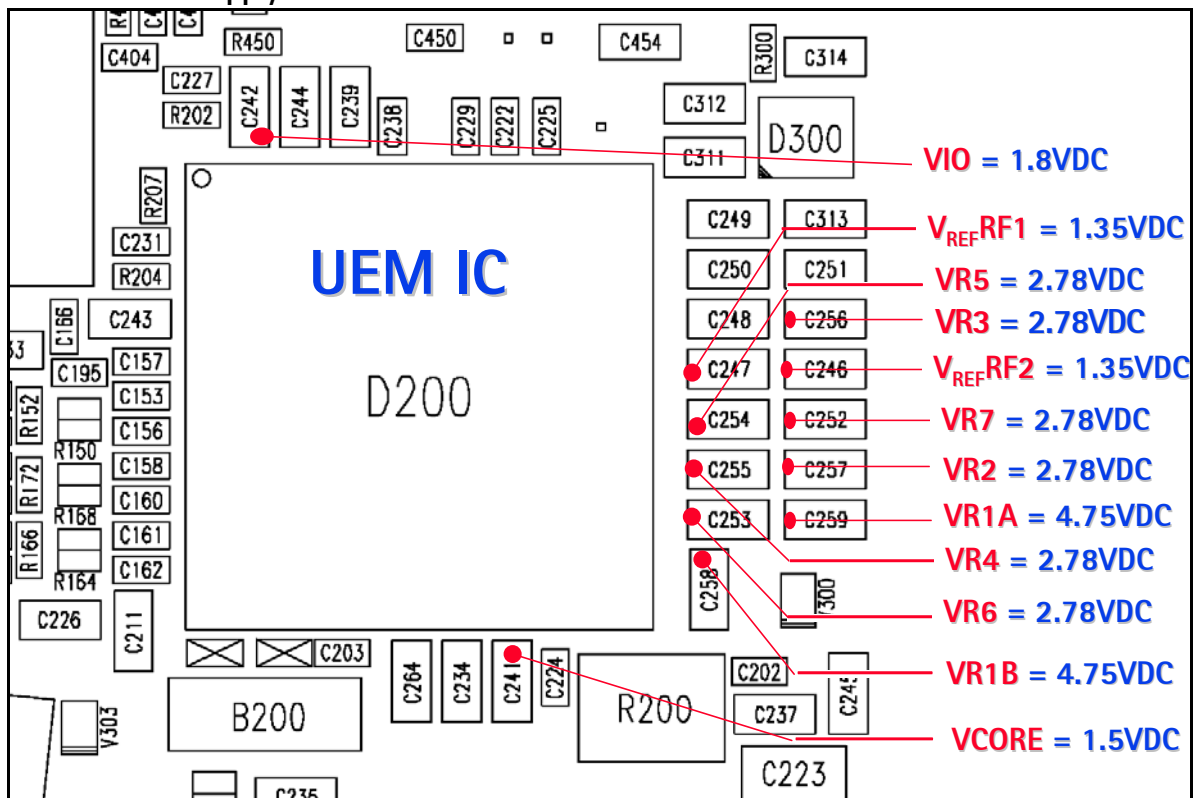 R450
C450
C454
R300
C314
C404
C227
R202
C242
C244
C239
C238
C229
C222
C225
C312
D300
C311
VIO = 1.8VDC
R207
C249
C313
VREFRF1 = 1.35VDC
C231
UEM IC
R204
C250
C251
VR5 = 2.78VDC
C166
C243
C248
C256
VR3 = 2.78VDC
C195
C157
C247
C246
VREFRF2 = 1.35VDC
R152
C153
D200
C254
C252
VR7 = 2.78VDC
C156
R150
R172
C158
C255
C257
VR2 = 2.78VDC
C160
R168
C253
C259
VR1A = 4.75VDC
R166
C161
C162
R164
VR4 = 2.78VDC
C258
C226
C211
VR6 = 2.78VDC
C203
C264
C234
C241
C224
R200
C202
VR1B = 4.75VDC
V303
B200
C237
VCORE = 1.5VDC
C223